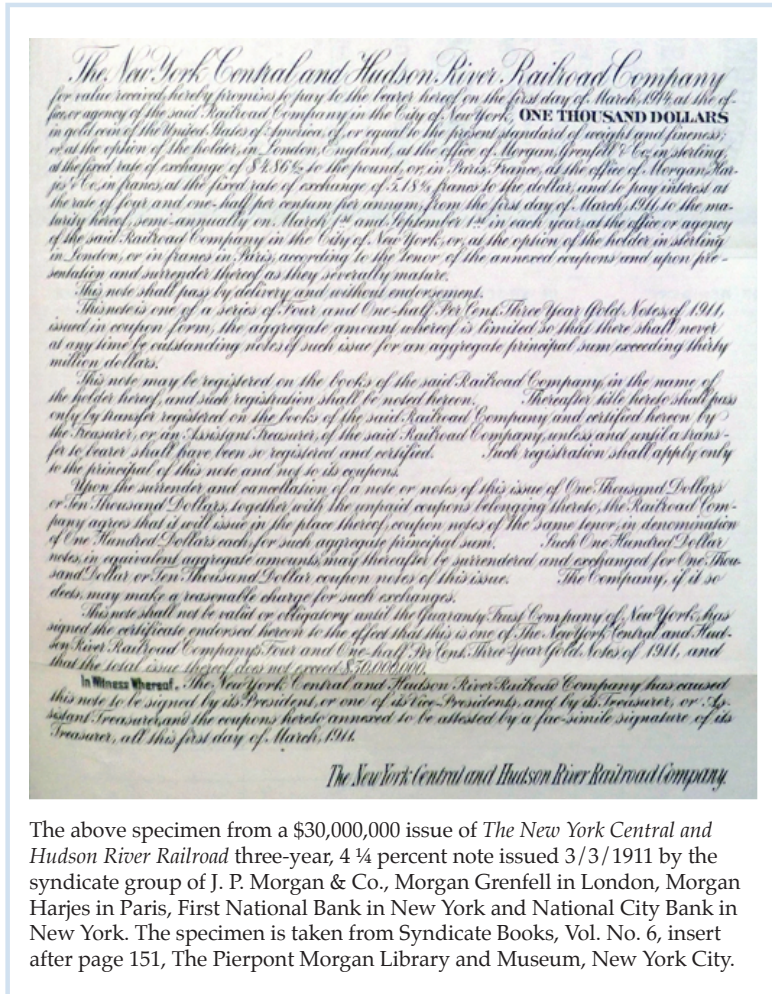 The New York Central and Hudson River Railroad Company
for value received, hereby promises to pay to the bearer hereof on the first day of March, 1914, at the of-
fice or agency of the said Railroad Company in the City of New York, ONE THOUSAND DOLLARS
in gold coin of the United States of America, of, or equal to the present standard of weight and fineness;
or, at the option of the holder, in London, England, at the office of Morgan, Grenfell & Co., in sterling,
at the fixed rate of exchange of to the pound, or, in Paris, France, at the office of Morgan, Har-
jes & Co., in francs, at the fixed rate of exchange of francs to the dollar, and to pay interest at
the rate of four and one-half per centum per annum, from the first day of March, 1911, to the ma-
turity hereof, semi-annually on March 1st and September 1st in each year, at the office or agency
of the said Railroad Company in the City of New York, or, at the option of the holder in sterling
in London, or in francs in Paris, according to the tenor of the annexed coupons and upon pre-
sentation and surrender thereof as they severally mature.
This note shall pass by delivery and without endorsement.
This note is one of a series of Four and One-half Per Cent. Three Year Gold Notes, of 1911,
issued in coupon form, the aggregate amount whereof is limited so that there shall never
at any time be outstanding notes of such issue for an aggregate principal sum exceeding thirty
million dollars.
This note may be registered on the books of the said Railroad Company, in the name of
the holder hereof, and such registration shall be noted hereon. Thereafter title hereto shall pass
only by transfer registered on the books of the said Railroad Company and certified hereon by
the Treasurer, or an Assistant Treasurer, of the said Railroad Company, unless and until a trans-
fer to bearer shall have been so registered and certified. Such registration shall apply only
to the principal of this note and not to its coupons.
Upon the surrender and cancellation of a note or notes of this issue of One Thousand Dollars
or Ten Thousand Dollars, together with the unpaid coupons belonging thereto, the Railroad Com-
pany agrees that it will issue in the place thereof, coupon notes of the same tenor, in denomination
of One Hundred Dollars each, for such aggregate principal sum. Such One Hundred Dollar
notes, in equivalent aggregate amounts, may thereafter be surrendered and exchanged for One Thou-
sand Dollar or Ten Thousand Dollar coupon notes of this issue. The Company, if it so
elects, may make a reasonable charge for such exchanges.
This note shall not be valid or obligatory until the Guaranty Trust Company of New York, has
signed the certificate endorsed hereon to the effect that this is one of The New York Central and Hud-
son River Railroad Company's Four and One-half Per Cent. Three Year Gold Notes of 1911, and
that the total issue thereof does not exceed $30,000,000.
In Witness Whereof, The New York Central and Hudson River Railroad Company has caused
this note to be signed by its President, or one of its Vice-Presidents, and by its Treasurer, or As-
sistant Treasurer, and the coupons hereto annexed to be attested by a fac-simile signature of its
Treasurer, all this first day of March, 1911.
The New York Central and Hudson River Railroad Company.
The above specimen from a $30,000,000 issue of The New York Central and
Hudson River Railroad three-year, 4 ¼ percent note issued 3/3/1911 by the
syndicate group of J. P. Morgan & Co., Morgan Grenfell in London, Morgan
Harjes in Paris, First National Bank in New York and National City Bank in
New York. The specimen is taken from Syndicate Books, Vol. No. 6, insert
after page 151, The Pierpont Morgan Library and Museum, New York City.